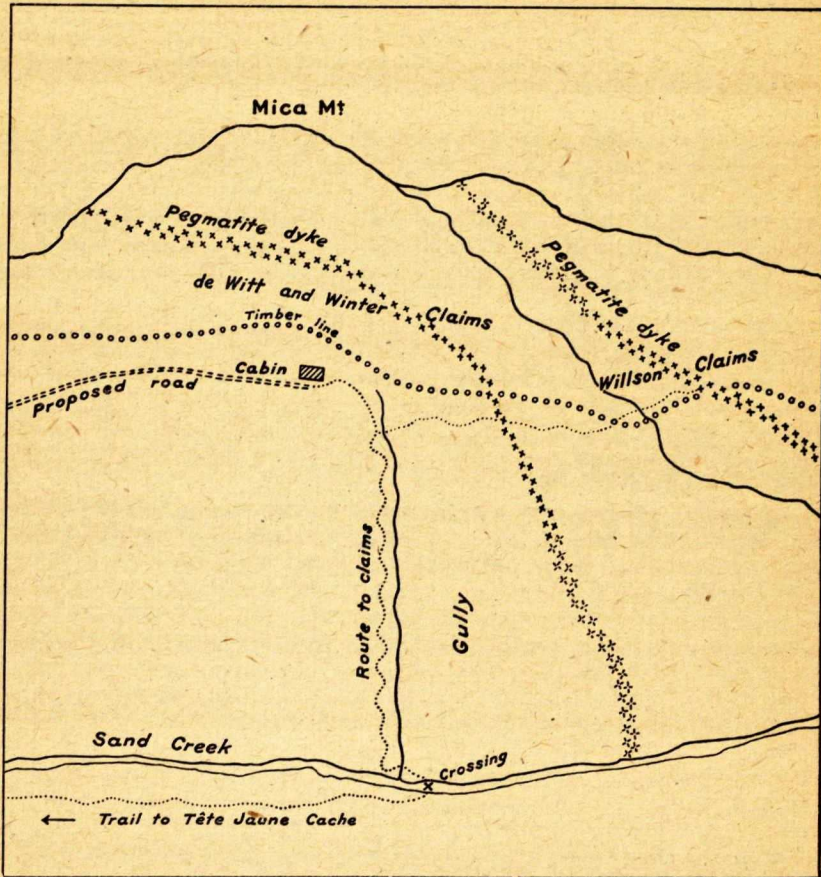 Mica Mt
Pegmatite dyke
Pegmatite dyke
de Witt and Winter Claims
Timber line
Willson Claims
Cabin
Proposed road
Route to claims
Gully
Sand Creek
Crossing
← Trail to Tête Jaune Cache